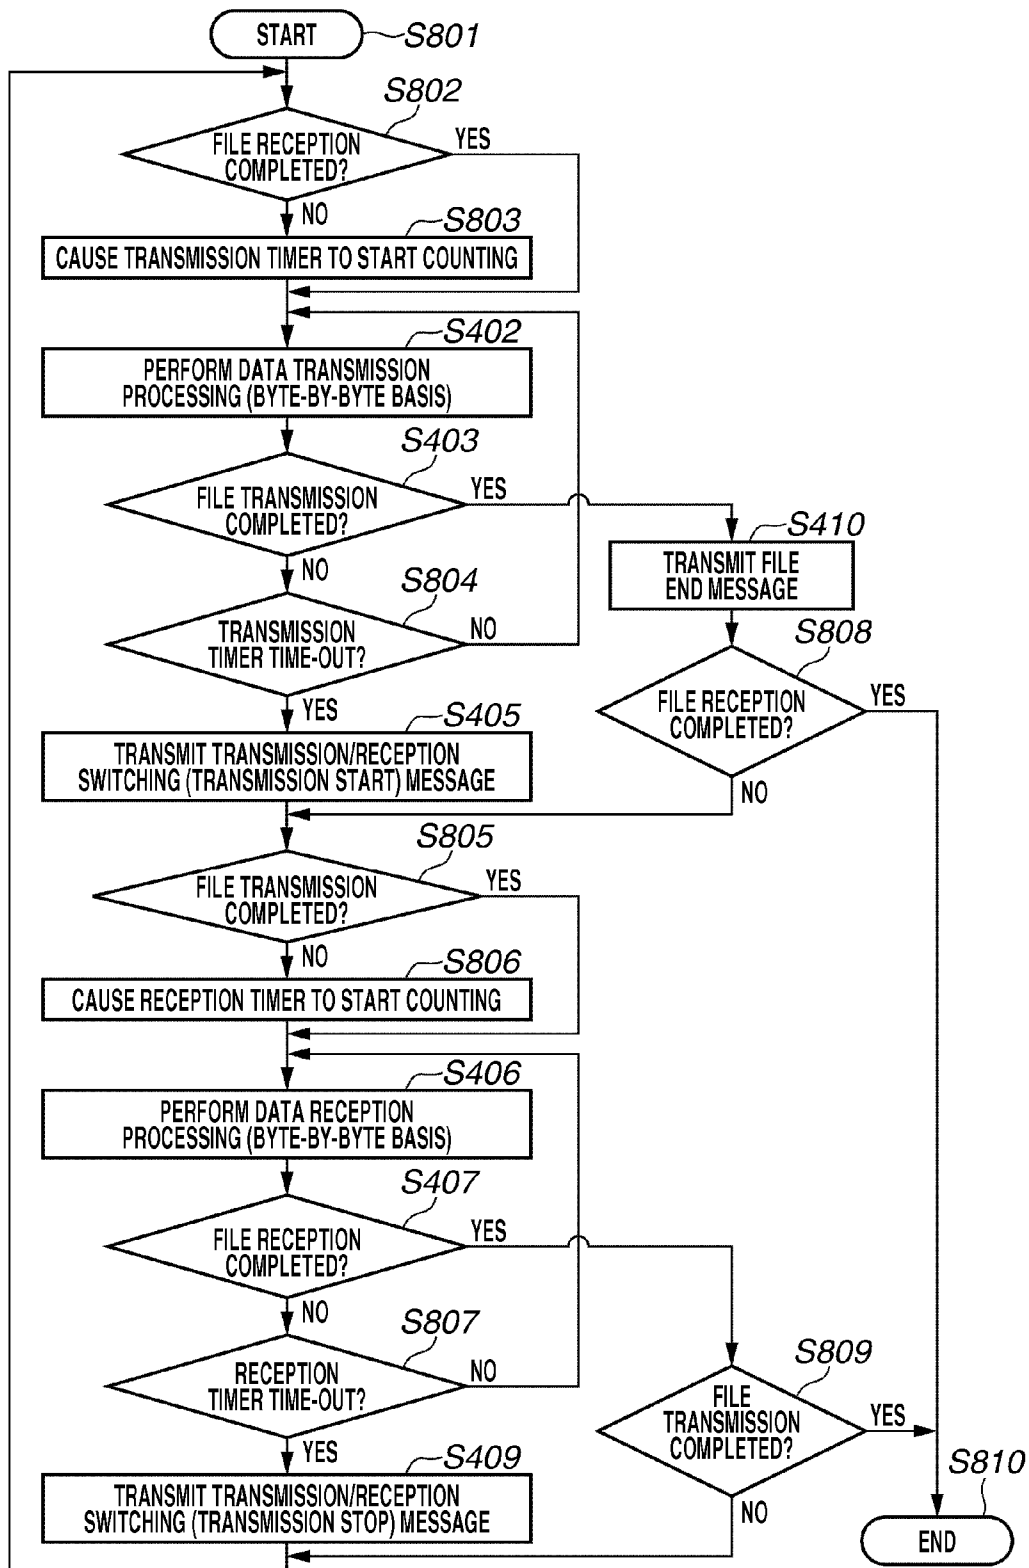 START
S801
S802
FILE RECEPTION
COMPLETED?
YES
NO
S803
CAUSE TRANSMISSION TIMER TO START COUNTING
S402
PERFORM DATA TRANSMISSION
PROCESSING (BYTE-BY-BYTE BASIS)
S403
FILE TRANSMISSION
COMPLETED?
YES
NO
S410
TRANSMIT FILE
END MESSAGE
S804
TRANSMISSION
TIMER TIME-OUT?
NO
YES
S808
FILE RECEPTION
COMPLETED?
YES
NO
S405
TRANSMIT TRANSMISSION/RECEPTION
SWITCHING (TRANSMISSION START) MESSAGE
S805
FILE TRANSMISSION
COMPLETED?
YES
NO
S806
CAUSE RECEPTION TIMER TO START COUNTING
S406
PERFORM DATA RECEPTION
PROCESSING (BYTE-BY-BYTE BASIS)
S407
FILE RECEPTION
COMPLETED?
YES
NO
S807
RECEPTION
TIMER TIME-OUT?
NO
YES
S809
FILE
TRANSMISSION
COMPLETED?
YES
NO
S409
TRANSMIT TRANSMISSION/RECEPTION
SWITCHING (TRANSMISSION STOP) MESSAGE
S810
END